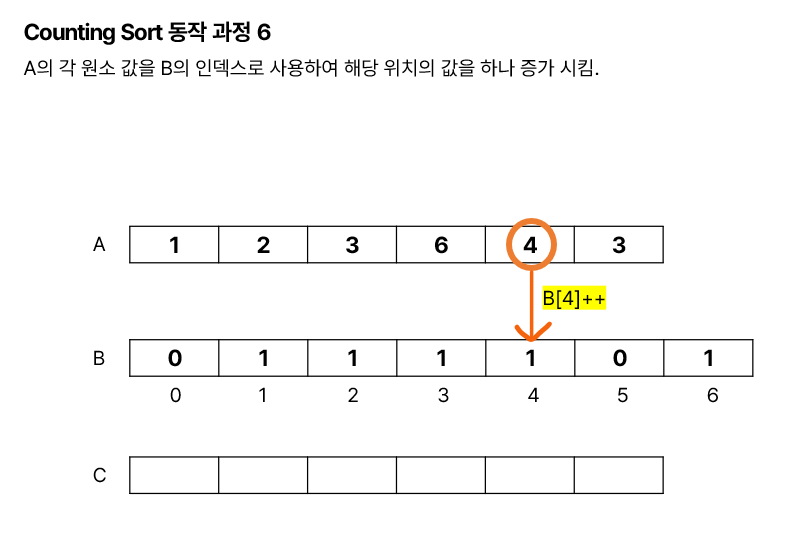 Counting Sort 동작 과정 6
A의 각 원소 값을 B의 인덱스로 사용하여 해당 위치의 값을 하나 증가 시킴.
A 1 2 3 6 4 3
B[4]++
B 0 1 1 1 1 0 1
0 1 2 3 4 5 6
C